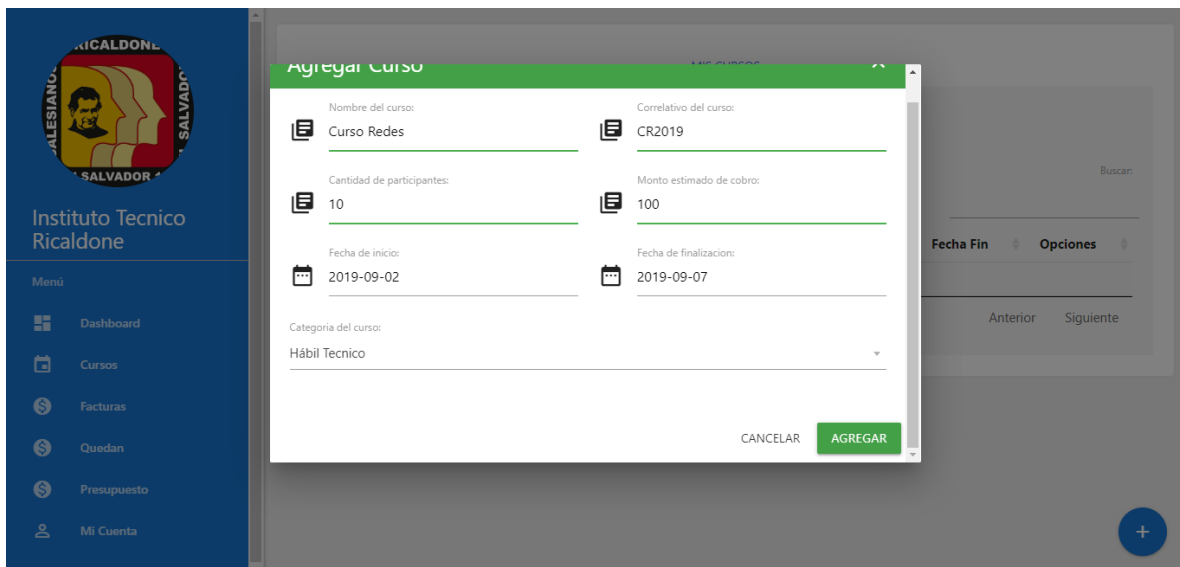 RICALDONE
SALESIANO
SALVADO
SALVADOR
Instituto Tecnico
Ricaldone
Menú
Dashboard
Cursos
Facturas
Quedan
Presupuesto
Mi Cuenta
MIS CURSOS
Agregar Curso
Nombre del curso:
Curso Redes
Correlativo del curso:
CR2019
Cantidad de participantes:
10
Monto estimado de cobro:
100
Fecha de inicio:
2019-09-02
Fecha de finalizacion:
2019-09-07
Categoria del curso:
Hábil Tecnico
CANCELAR AGREGAR
Buscar:
Fecha Fin Opciones
Anterior Siguiente
+